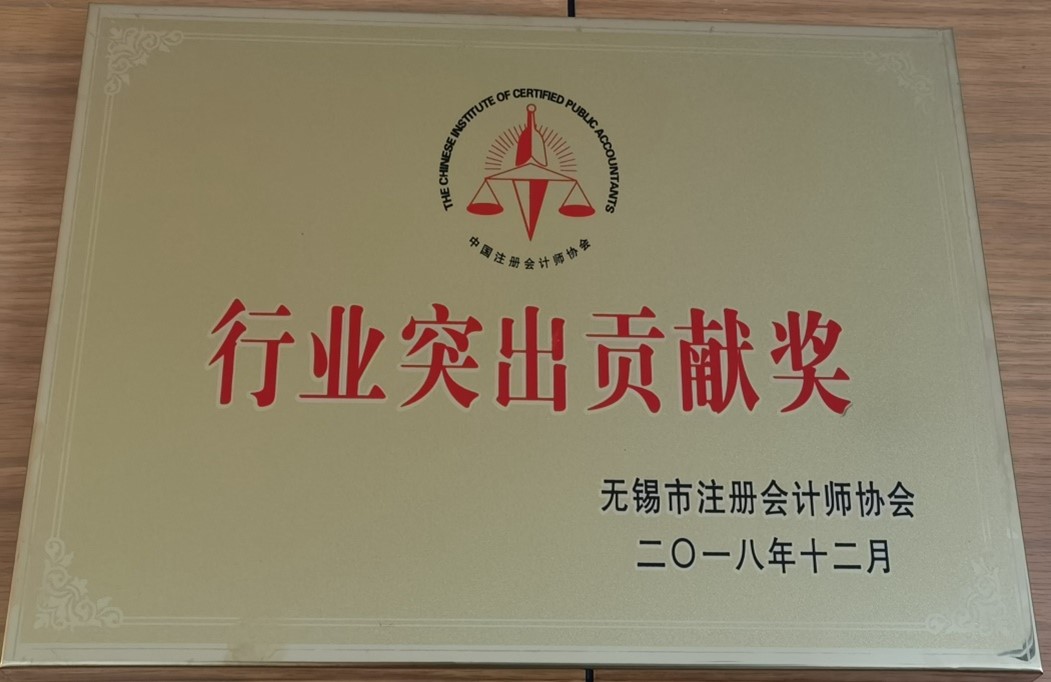 THE CHINESE INSTITUTE OF CERTIFIED PUBLIC ACCOUNTANTS
中国注册会计师协会
行业突出贡献奖
无锡市注册会计师协会
二〇一八年十二月